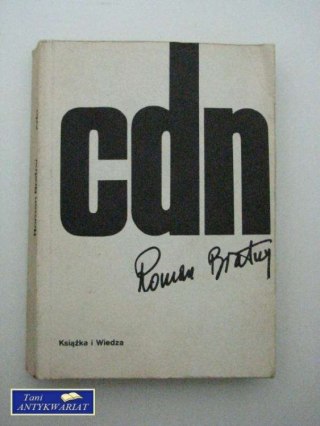 cdn
Roman Bratny
Książka i Wiedza
Tani
ANTYKWARIAT